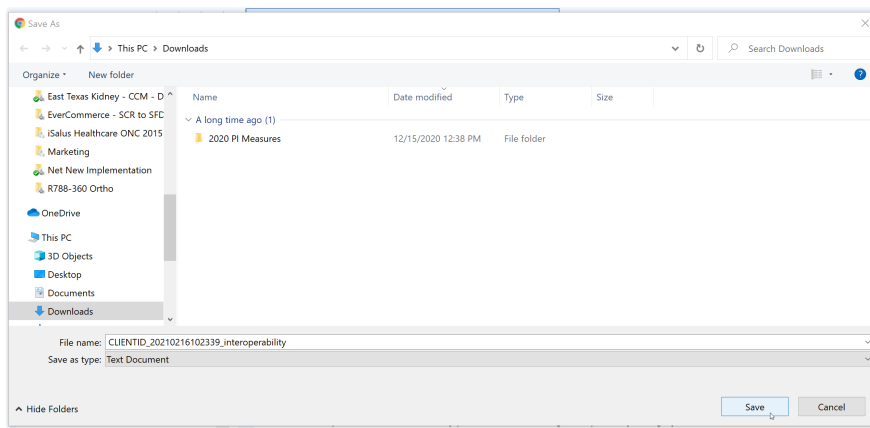 Save As
This PC > Downloads
Search Downloads
Organize
New folder
?
East Texas Kidney - CCM - D
EverCommerce - SCR to SFD
iSalus Healthcare ONC 2015
Marketing
Net New Implementation
R788-360 Ortho
OneDrive
This PC
3D Objects
Desktop
Documents
Downloads
Name Date modified Type Size
A long time ago (1)
2020 PI Measures 12/15/2020 12:38 PM File folder
File name: CLIENTID_20210216102339_interoperability
Save as type: Text Document
Hide Folders
Save
Cancel